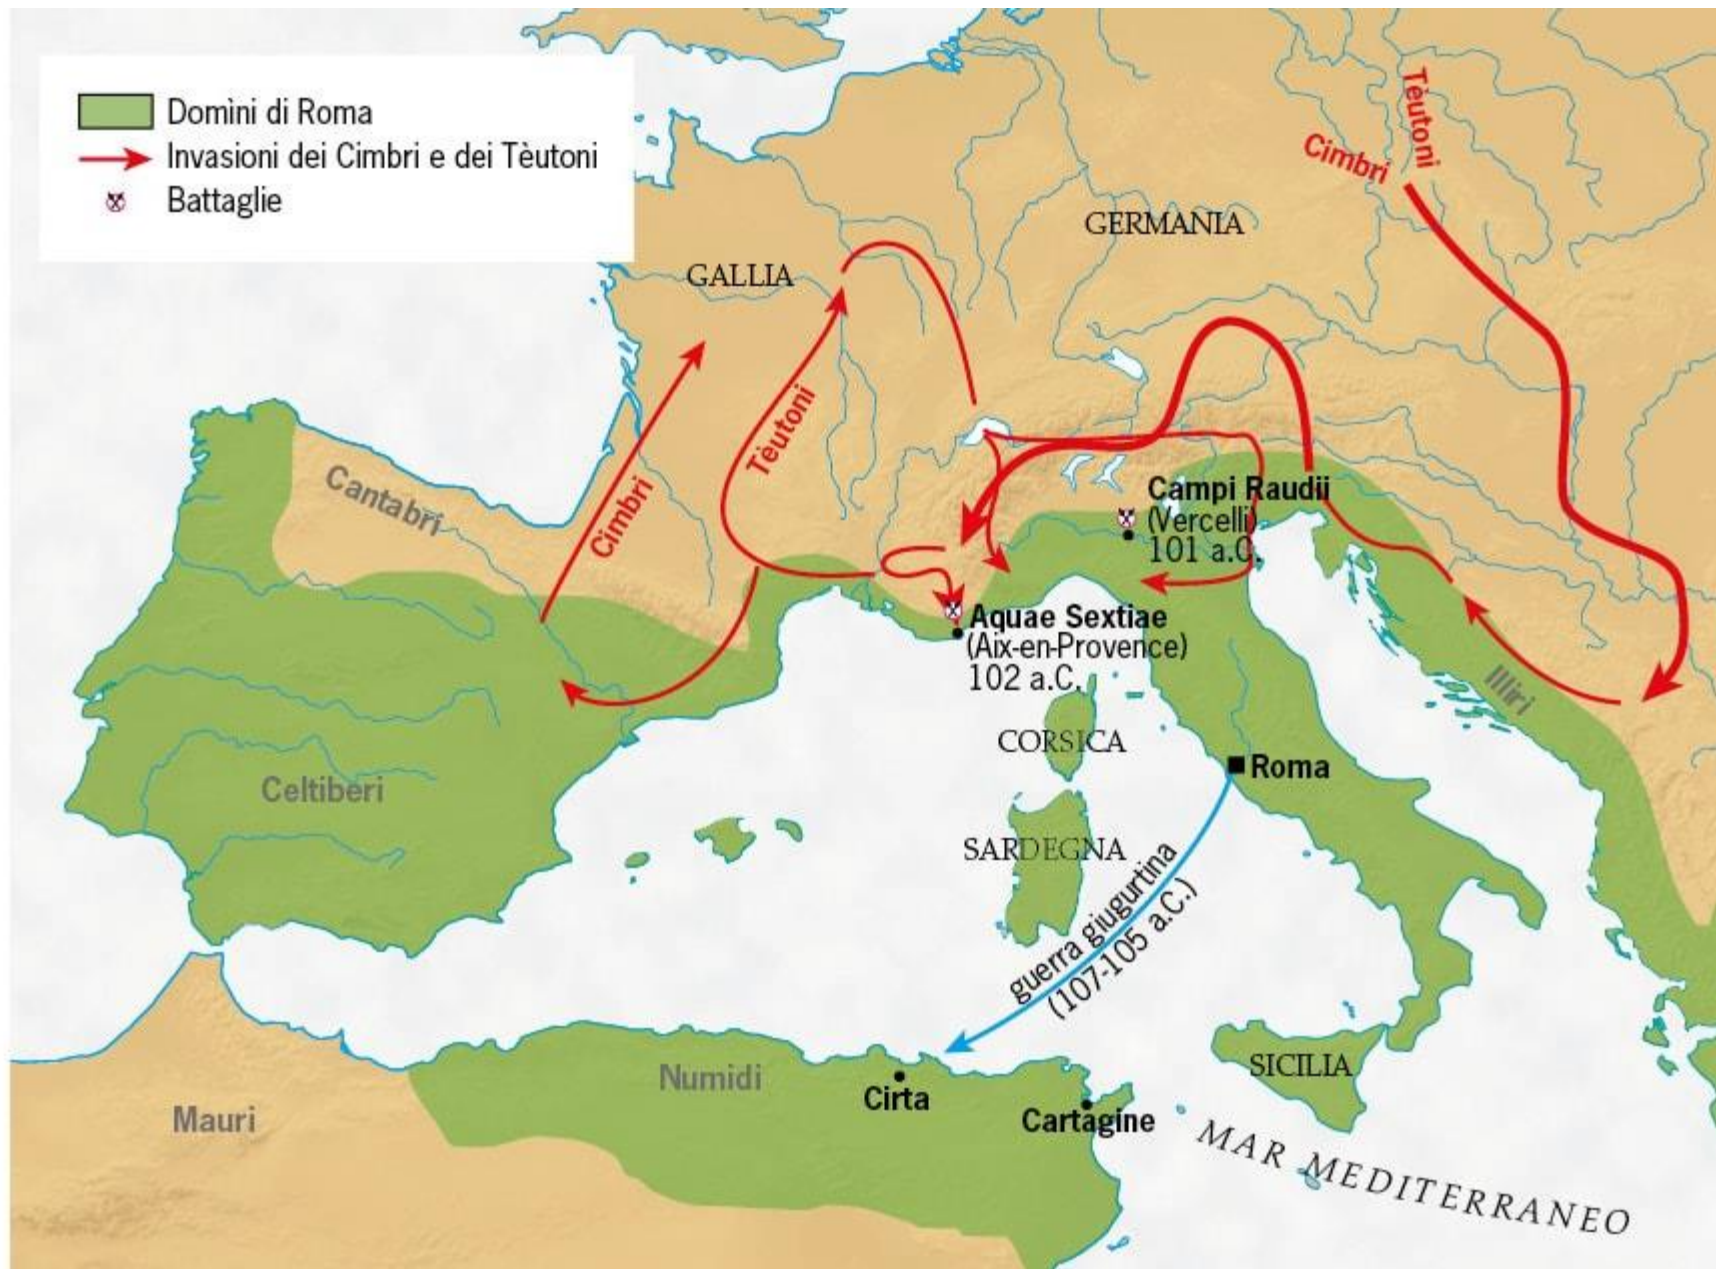 Domìni di Roma
Invasioni dei Cimbri e dei Tèutoni
Battaglie
Tèutoni
Cimbri
GERMANIA
GALLIA
Tèutoni
Cimbri
Cantabri
Campi Raudii
(Vercelli)
101 a.C.
Aquae Sextiae
(Aix-en-Provence)
102 a.C.
Illiri
CORSICA
Roma
Celtiberi
SARDEGNA
guerra giugurtina
(107-105 a.C.)
SICILIA
Numidi
Cirta
Cartagine
Mauri
MAR MEDITERRANEO